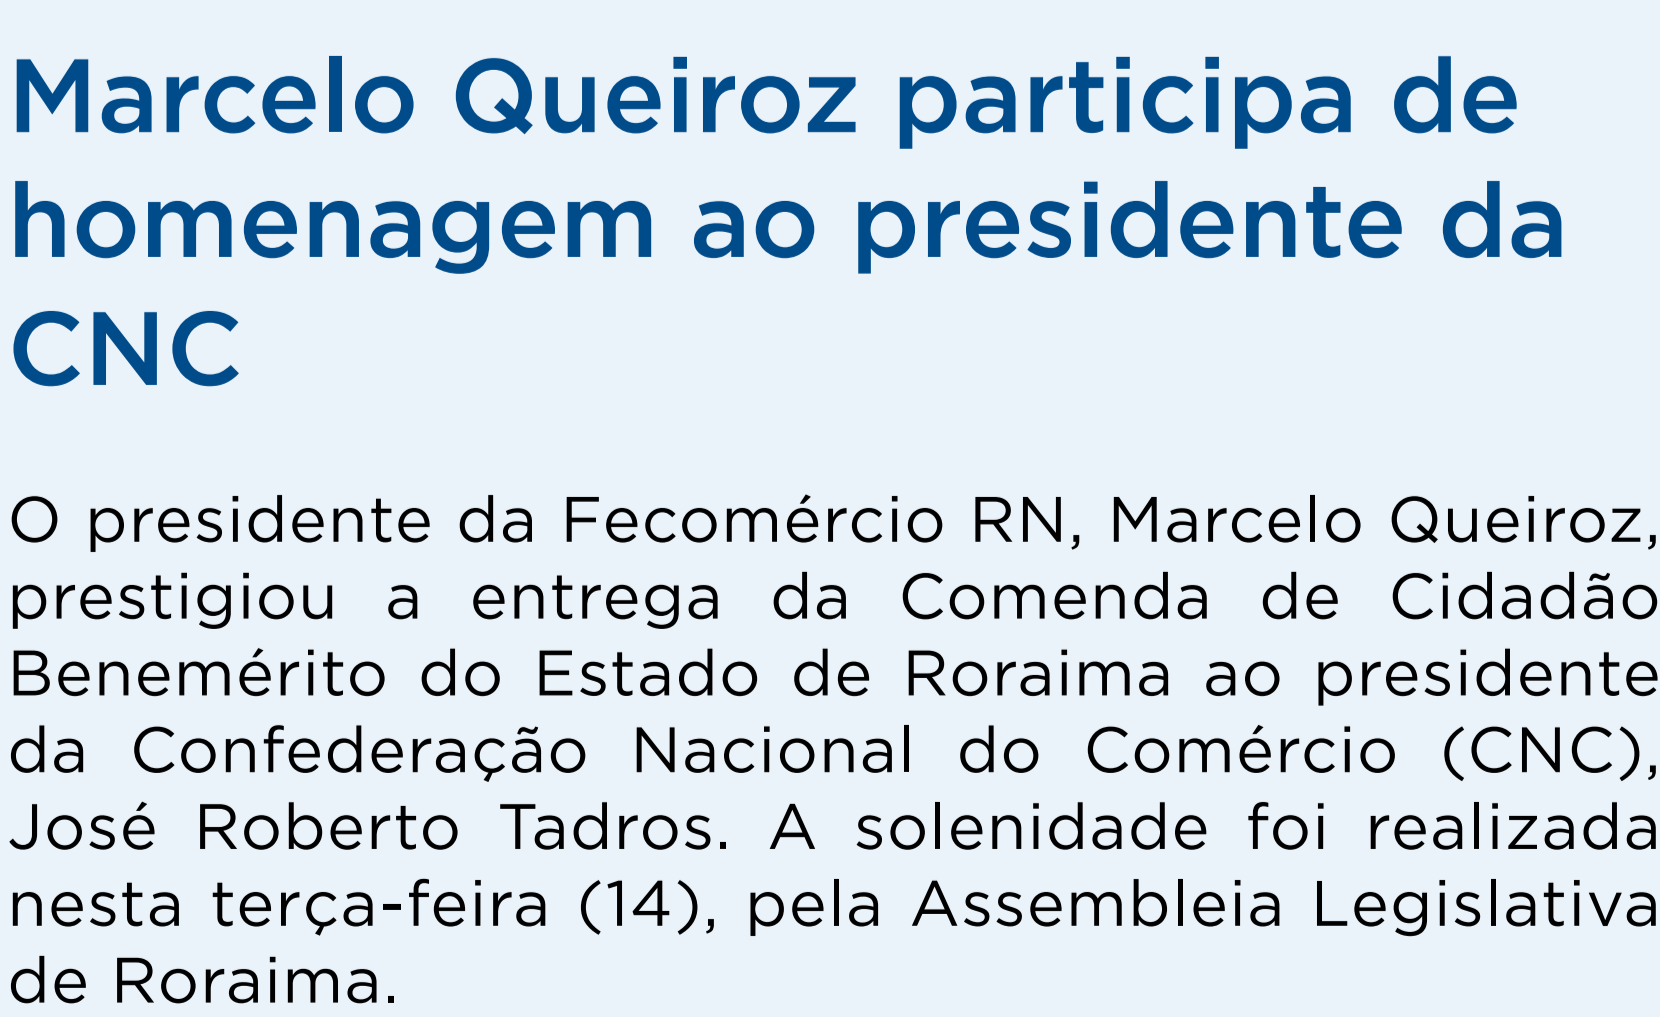 Marcelo Queiroz participa de
homenagem ao presidente da
CNC
O presidente da Fecomércio RN, Marcelo Queiroz,
prestigiou a entrega da Comenda de Cidadão
Benemérito do Estado de Roraima ao presidente
da Confederação Nacional do Comércio (CNC),
José Roberto Tadros. A solenidade foi realizada
nesta terça-feira (14), pela Assembleia Legislativa
de Roraima.